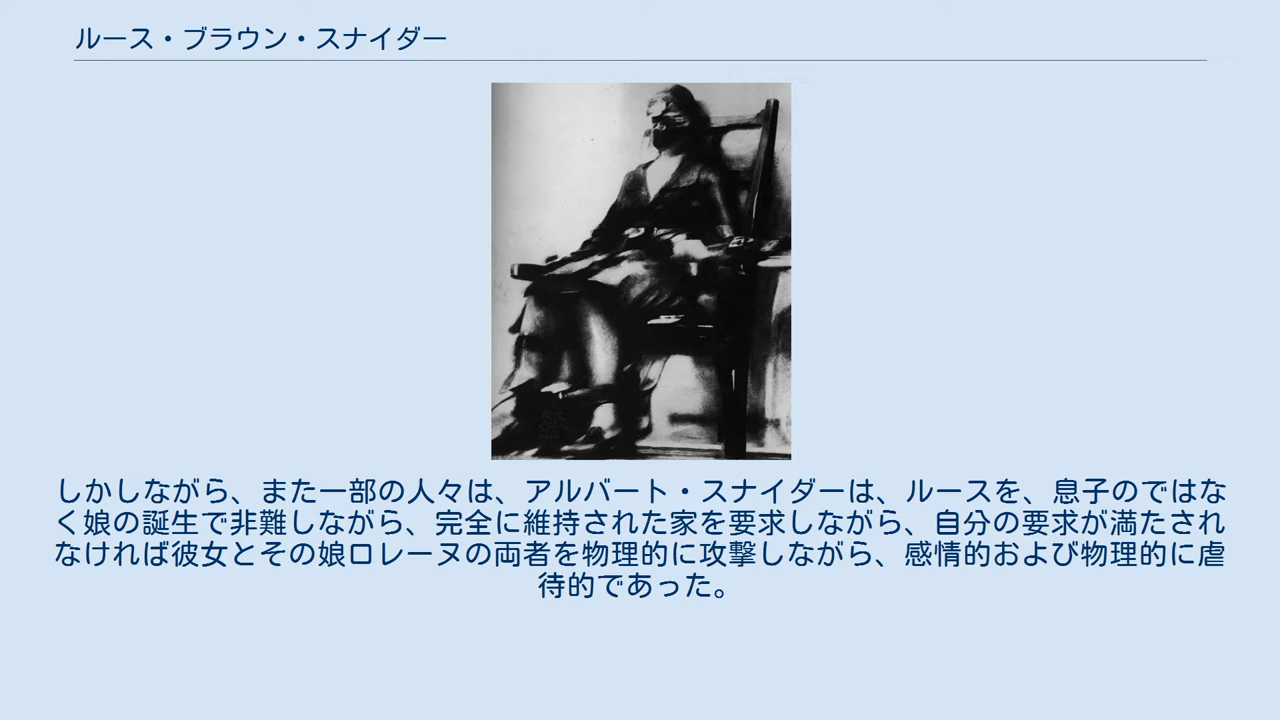 ルース・ブラウン・スナイダー
しかしながら、また一部の人々は、アルバート・スナイダーは、ルースを、息子のではな
く娘の誕生で非難しながら、完全に維持された家を要求しながら、自分の要求が満たされ
なければ彼女とその娘ロレーヌの両者を物理的に攻撃しながら、感情的および物理的に虐
待的であった。